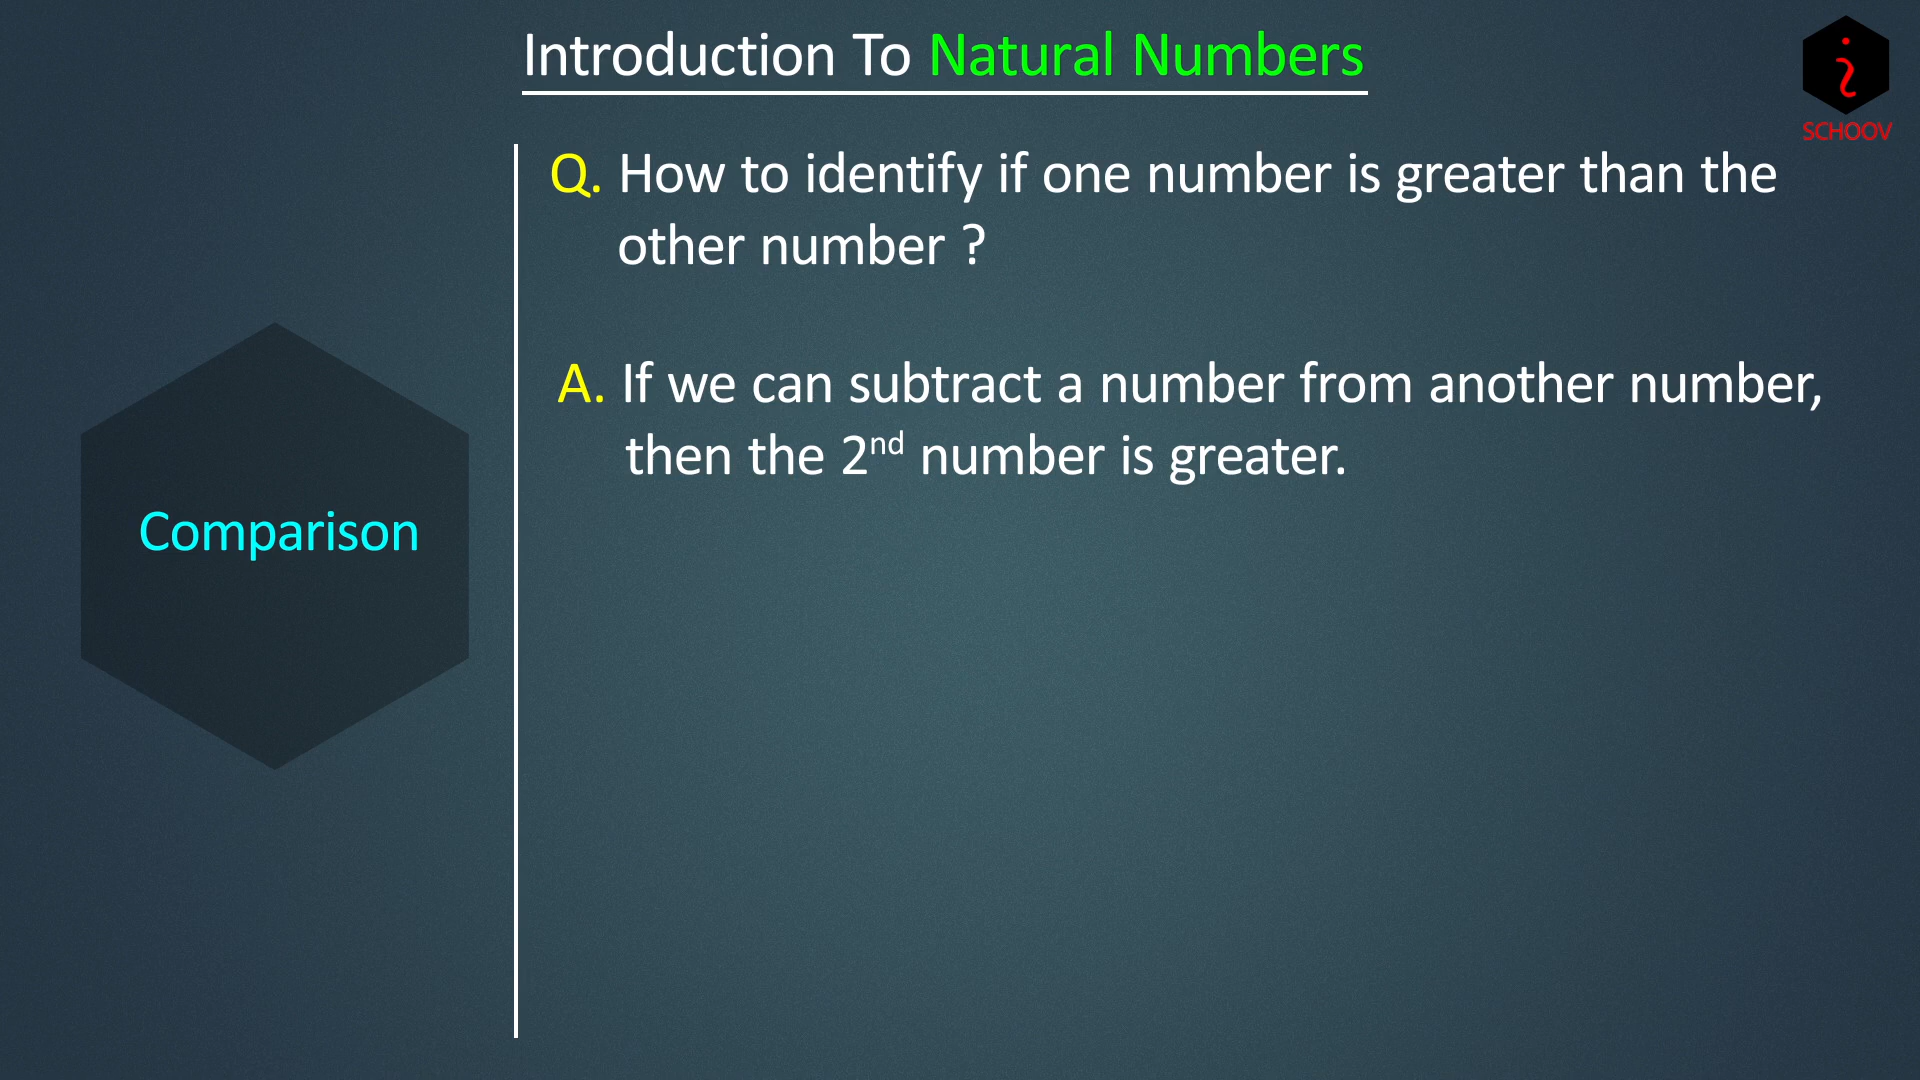 Introduction To Natural Numbers
SCHOOV
Q. How to identify if one number is greater than the
other number ?
A. If we can subtract a number from another number,
then the 2nd number is greater.
Comparison